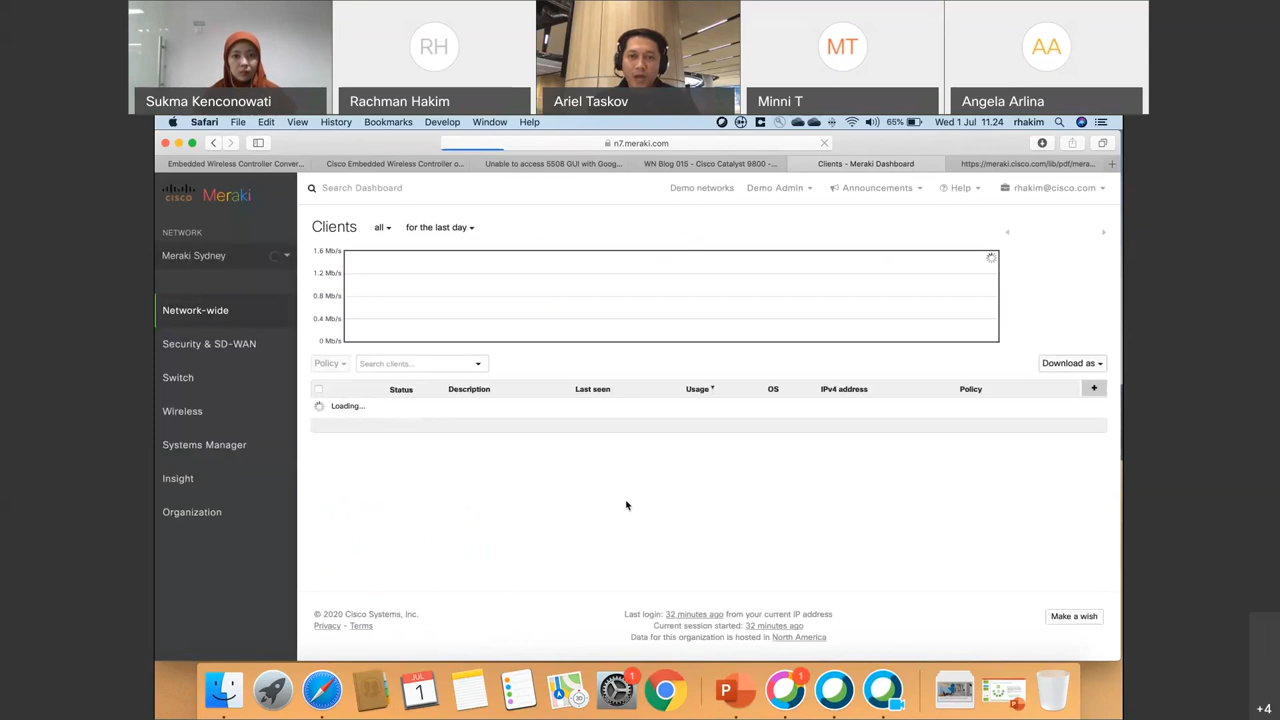 RH
MT
AA
Sukma Kenconowati
Rachman Hakim
Ariel Taskov
Minni T
Angela Arlina
Safari File Edit View History Bookmarks Develop Window Help
65% Wed 1 Jul 11.24 rhakim
n7.meraki.com
Embedded Wireless Controller Conver...
Cisco Embedded Wireless Controller o...
Unable to access 5508 GUI with Goog...
WN Blog 015 - Cisco Catalyst 9800 -...
Clients - Meraki Dashboard
https://meraki.cisco.com/lib/pdf/mera...
cisco Meraki
Search Dashboard
Demo networks Demo Admin Announcements Help rhakim@cisco.com
NETWORK
Meraki Sydney
Network-wide
Security & SD-WAN
Switch
Wireless
Systems Manager
Insight
Organization
Clients all for the last day
1.6 Mb/s
1.2 Mb/s
0.8 Mb/s
0.4 Mb/s
0 Mb/s
Policy Search clients... Download as
Status Description Last seen Usage OS IPv4 address Policy +
Loading...
© 2020 Cisco Systems, Inc.
Privacy - Terms
Last login: 32 minutes ago from your current IP address
Current session started: 32 minutes ago
Data for this organization is hosted in North America
Make a wish
JUL
1
30
1
P
1
+4